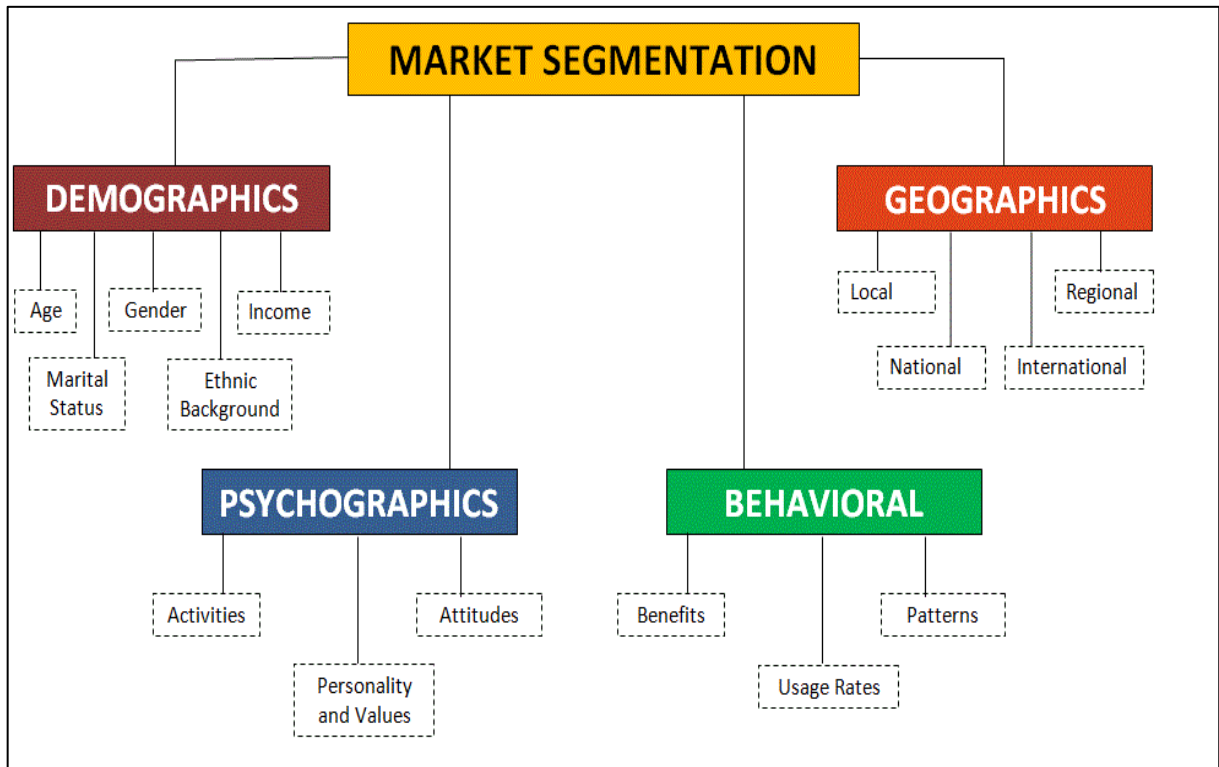 MARKET SEGMENTATION
DEMOGRAPHICS
GEOGRAPHICS
Age
Gender
Income
Local
Regional
Marital
Status
Ethnic
Background
National
International
PSYCHOGRAPHICS
BEHAVIORAL
Activities
Attitudes
Benefits
Patterns
Personality
and Values
Usage Rates